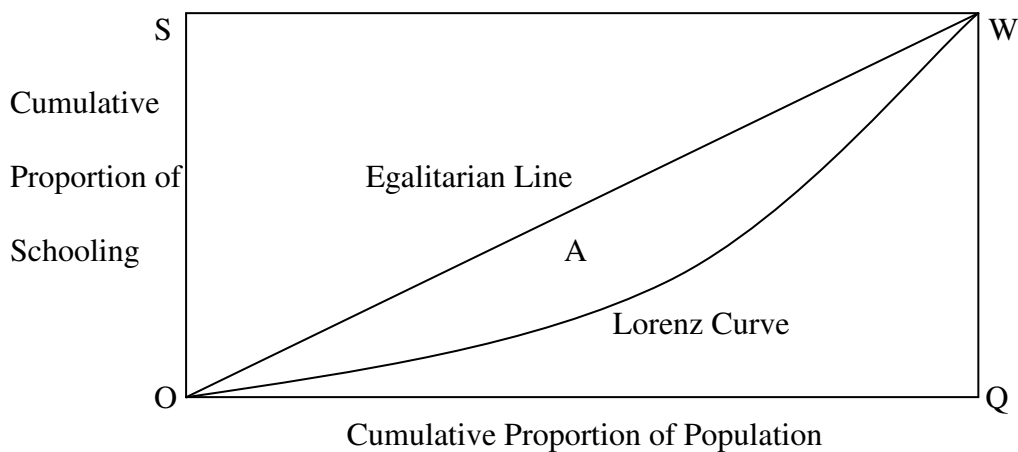 S
W
Cumulative
Proportion of
Egalitarian Line
Schooling
A
Lorenz Curve
O
Q
Cumulative Proportion of Population